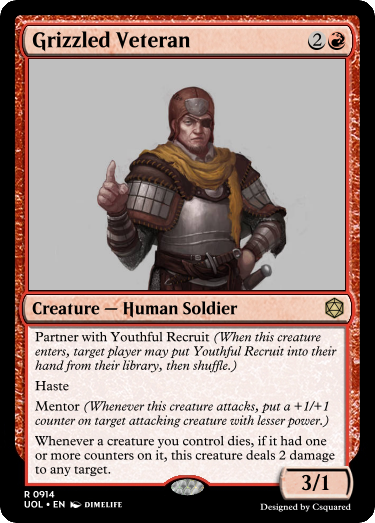 Grizzled Veteran 2
Creature — Human Soldier
Partner with Youthful Recruit (When this creature
enters, target player may put Youthful Recruit into their
hand from their library, then shuffle.)
Haste
Mentor (Whenever this creature attacks, put a +1/+1
counter on target attacking creature with lesser power.)
Whenever a creature you control dies, if it had one
or more counters on it, this creature deals 2 damage
to any target.
3/1
R 0914
UOL • EN DIMELIFE
Designed by Csquared